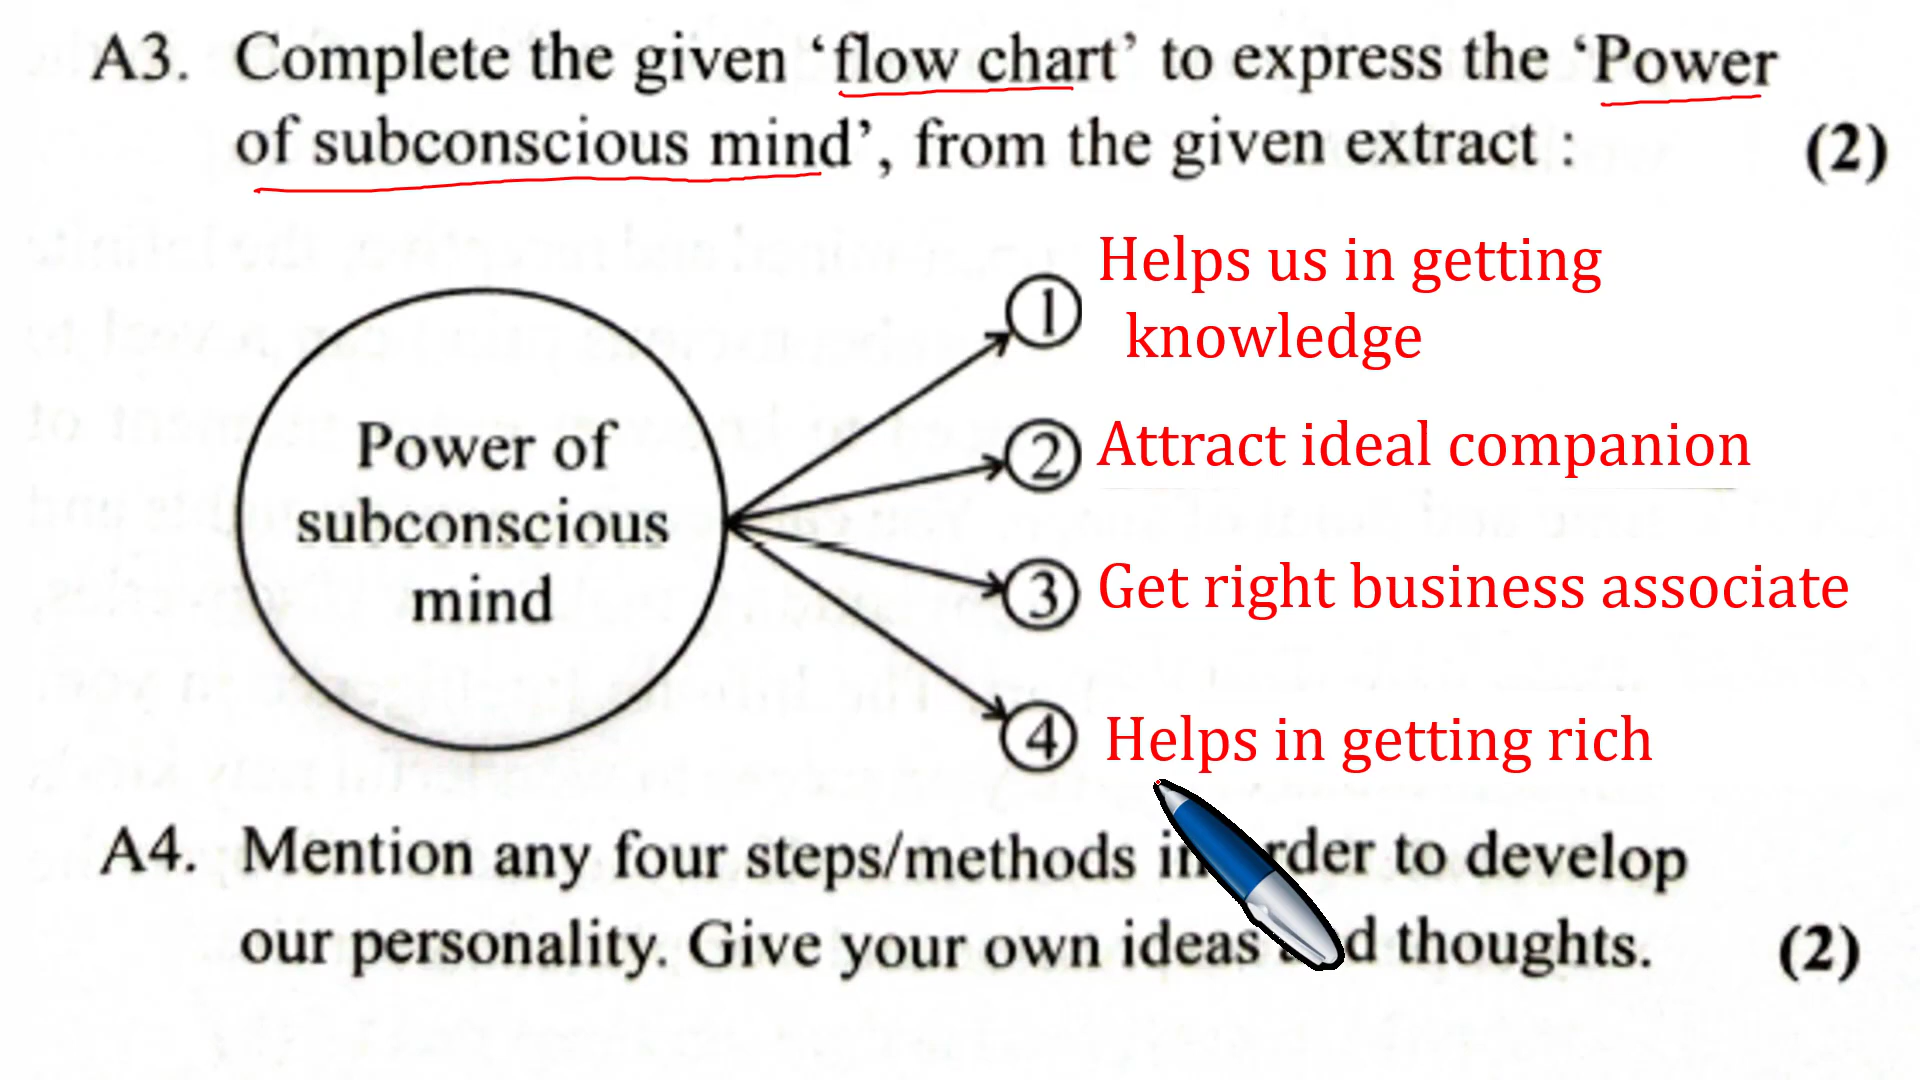 A3. Complete the given ‘flow chart’ to express the ‘Power
of subconscious mind’, from the given extract : (2)
1 Helps us in getting
knowledge
2 Attract ideal companion
Power of
subconscious
mind
3 Get right business associate
4 Helps in getting rich
A4. Mention any four steps/methods in order to develop
our personality. Give your own ideas and thoughts. (2)